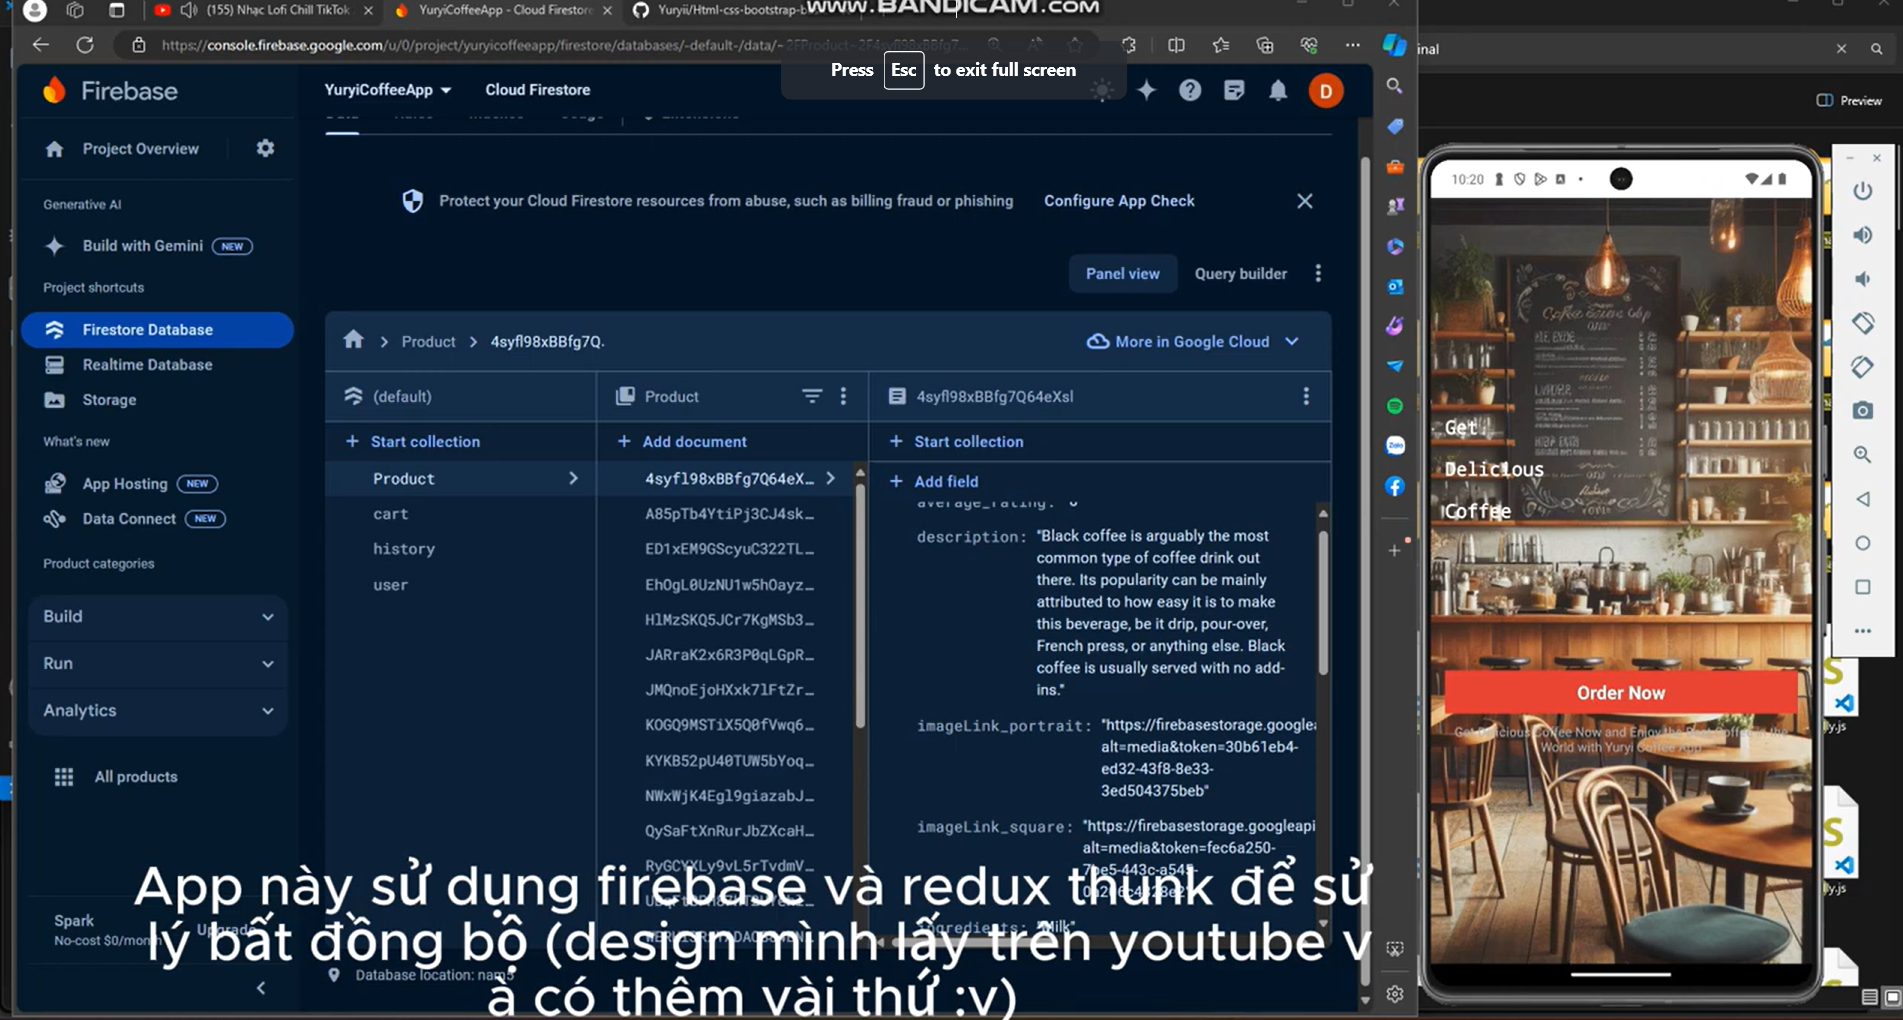 WWW.BANDICAM.COM
(155) Nhạc Lofi Chill TikTok
YuryiCoffeeApp - Cloud Firestore
Yuryii/Html-css-bootstrap-b
https://console.firebase.google.com/u/0/project/yuryicoffeeapp/firestore/databases/-default-/data/~2FProduct~2F4syfl98xBBfg7Q...
inal
Press Esc to exit full screen
Firebase
YuryiCoffeeApp
Cloud Firestore
D
Preview
Project Overview
Generative AI
Build with Gemini NEW
Project shortcuts
Firestore Database
Realtime Database
Storage
What's new
App Hosting NEW
Data Connect NEW
Product categories
Build
Run
Analytics
All products
Spark
No-cost $0/month
Upgrade
Protect your Cloud Firestore resources from abuse, such as billing fraud or phishing
Configure App Check
Panel view
Query builder
Product
4syfl98xBBfg7Q.
More in Google Cloud
(default)
Start collection
Product
cart
history
user
Product
Add document
4syfl98xBBfg7Q64eX…
A85pTb4YtiPj3CJ4sk…
ED1xEM9GScyuC322TL…
EhOgL0UzNU1w5hOayz…
HlMzSKQ5JCr7KgMSb3…
JARraK2x6R3P0qLGpR…
JMQnoEjoHXxk7lFtZr…
KOGQ9MSTiX5Q0fVwq6…
KYKB52pU40TUW5bYoq…
NWxWjK4Egl9giazabJ…
QySaFtXnRurJbZXcaH…
RyGCYXLy9vL5rTvdmV…
4syfl98xBBfg7Q64eXsl
Start collection
Add field
average_rating:
description: "Black coffee is arguably the most
common type of coffee drink out
there. Its popularity can be mainly
attributed to how easy it is to make
this beverage, be it drip, pour-over,
French press, or anything else. Black
coffee is usually served with no add-
ins."
imageLink_portrait: "https://firebasestorage.googlea
alt=media&token=30b61eb4-
ed32-43f8-8e33-
3ed504375beb"
imageLink_square: "https://firebasestorage.googleapi
alt=media&token=fec6a250-
ingredients: "Milk"
Database location: nam5
App này sử dụng firebase và redux thunk để sử
lý bất đồng bộ (design mình lấy trên youtube v
à có thêm vài thứ :v)
10:20
Get
Delicious
Coffee
Order Now
Get Delicious Coffee Now and Enjoy the Best Coffee in the
World with Yuryi Coffee App
Zalo
ly.js
ly.js